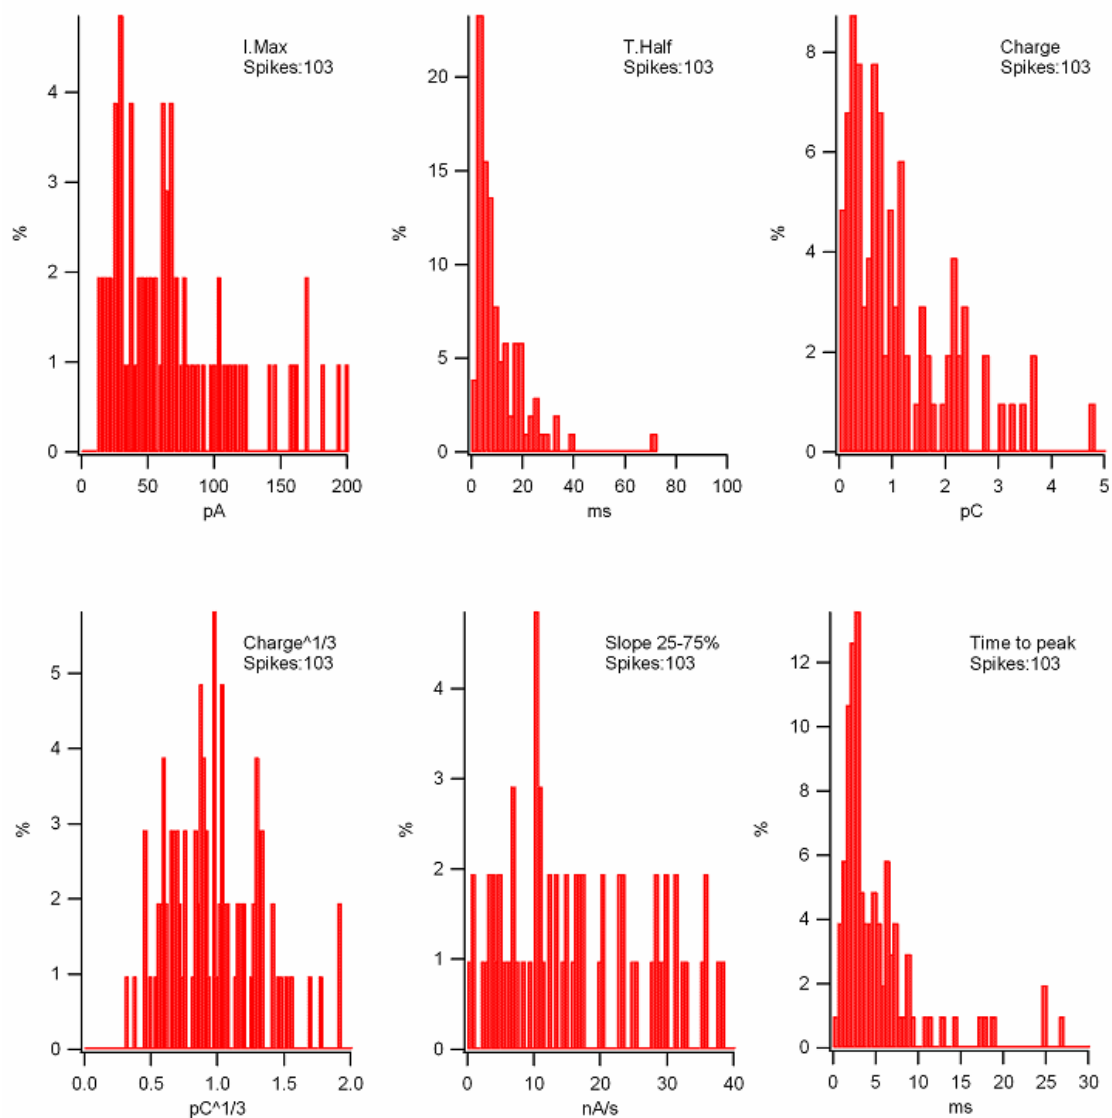 I.Max
Spikes:103
%
4
3
2
1
0
0 50 100 150 200
pA
T.Half
Spikes:103
%
20
15
10
5
0
0 20 40 60 80 100
ms
Charge
Spikes:103
%
8
6
4
2
0
0 1 2 3 4 5
pC
Charge^1/3
Spikes:103
%
5
4
3
2
1
0
0.0 0.5 1.0 1.5 2.0
pC^1/3
Slope 25-75%
Spikes:103
%
4
3
2
1
0
0 10 20 30 40
nA/s
Time to peak
Spikes:103
%
12
10
8
6
4
2
0
0 5 10 15 20 25 30
ms